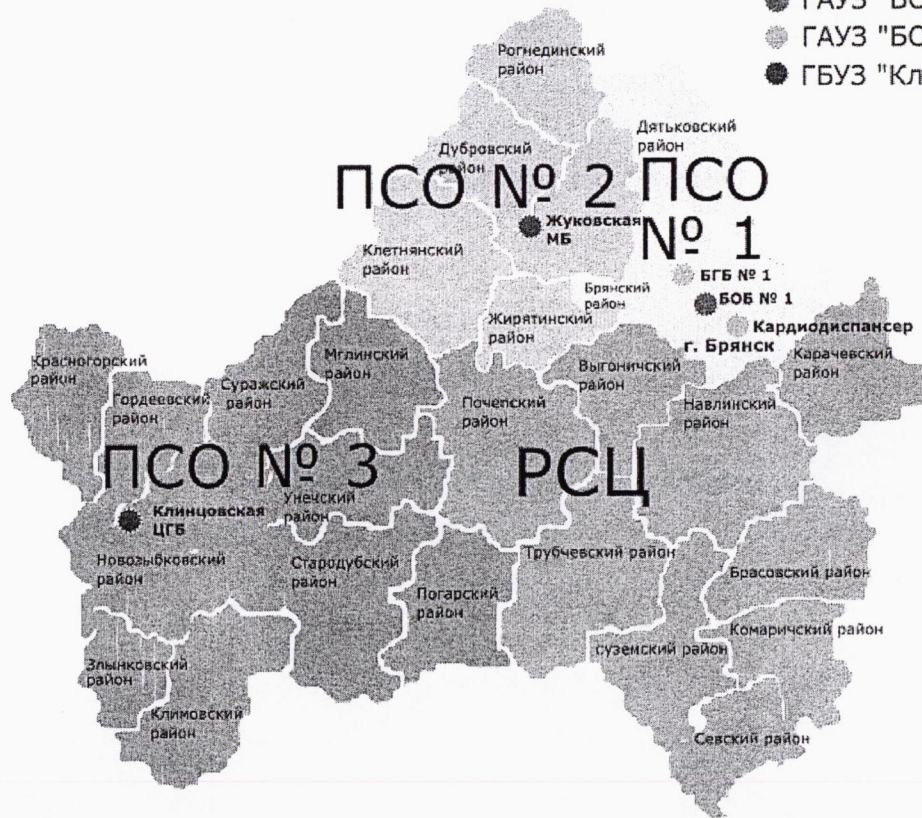 ГАУЗ "БО
ГАУЗ "БО
ГБУЗ "Кл
Рогнединский
район
Дятьковский
район
Дубровский
район
ПСО № 2
ПСО
№ 1
Жуковская
МБ
Клетнянский
район
БГБ № 1
Брянский
район
БОБ № 1
Жирятинский
район
Кардиодиспансер
г. Брянск
Красногорский
район
Мглинский
район
Выгоничский
район
Карачевский
район
Суражский
район
Гордеевский
район
Почепский
район
Навлинский
район
ПСО № 3
РСЦ
Унечский
район
Клинцовская
ЦГБ
Новозыбковский
район
Стародубский
район
Трубчевский район
Погарский
район
Брасовский район
Комаричский район
Суземский район
Злынковский
район
Климовский
район
Севский район